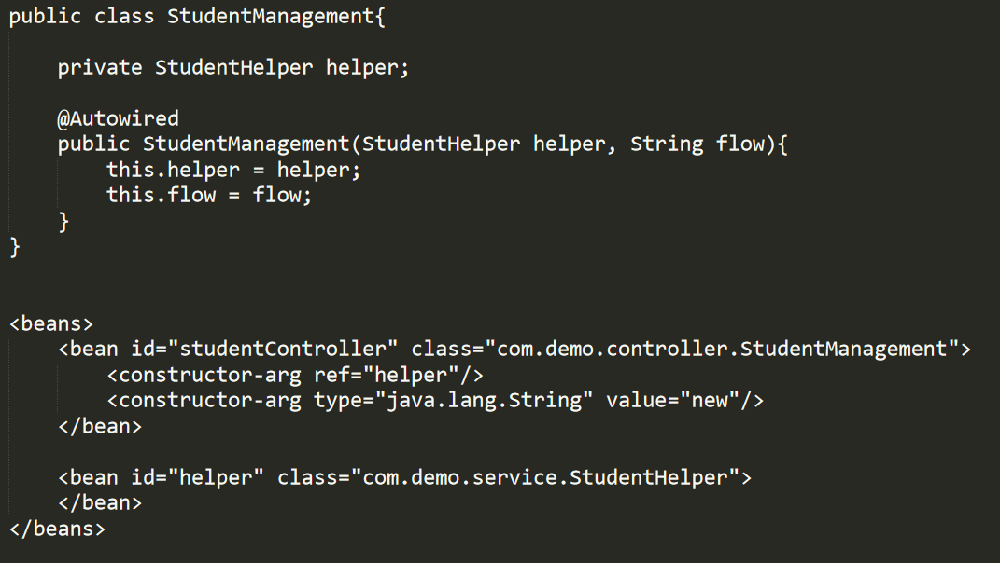 public class StudentManagement{
private StudentHelper helper;
@Autowired
public StudentManagement(StudentHelper helper, String flow){
this.helper = helper;
this.flow = flow;
}
}
<beans>
<bean id="studentController" class="com.demo.controller.StudentManagement">
<constructor-arg ref="helper"/>
<constructor-arg type="java.lang.String" value="new"/>
</bean>
<bean id="helper" class="com.demo.service.StudentHelper">
</bean>
</beans>